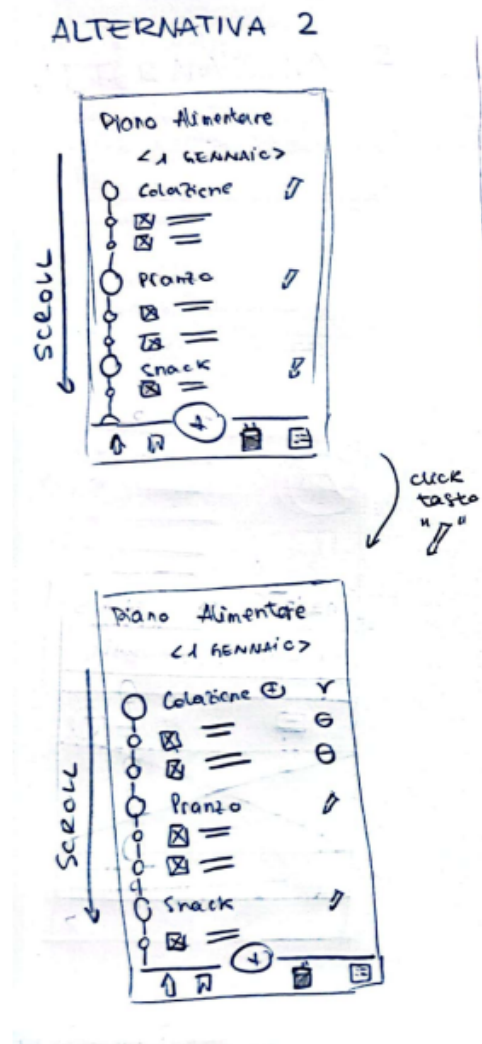 ALTERNATIVA 2
Piano Alimentare
<1 GENNAIO>
Colazione
Pranzo
Snack
+
SCROLL
click
tasto
" "
Piano Alimentare
<1 GENNAIO>
Colazione +
Pranzo
Snack
+
SCROLL